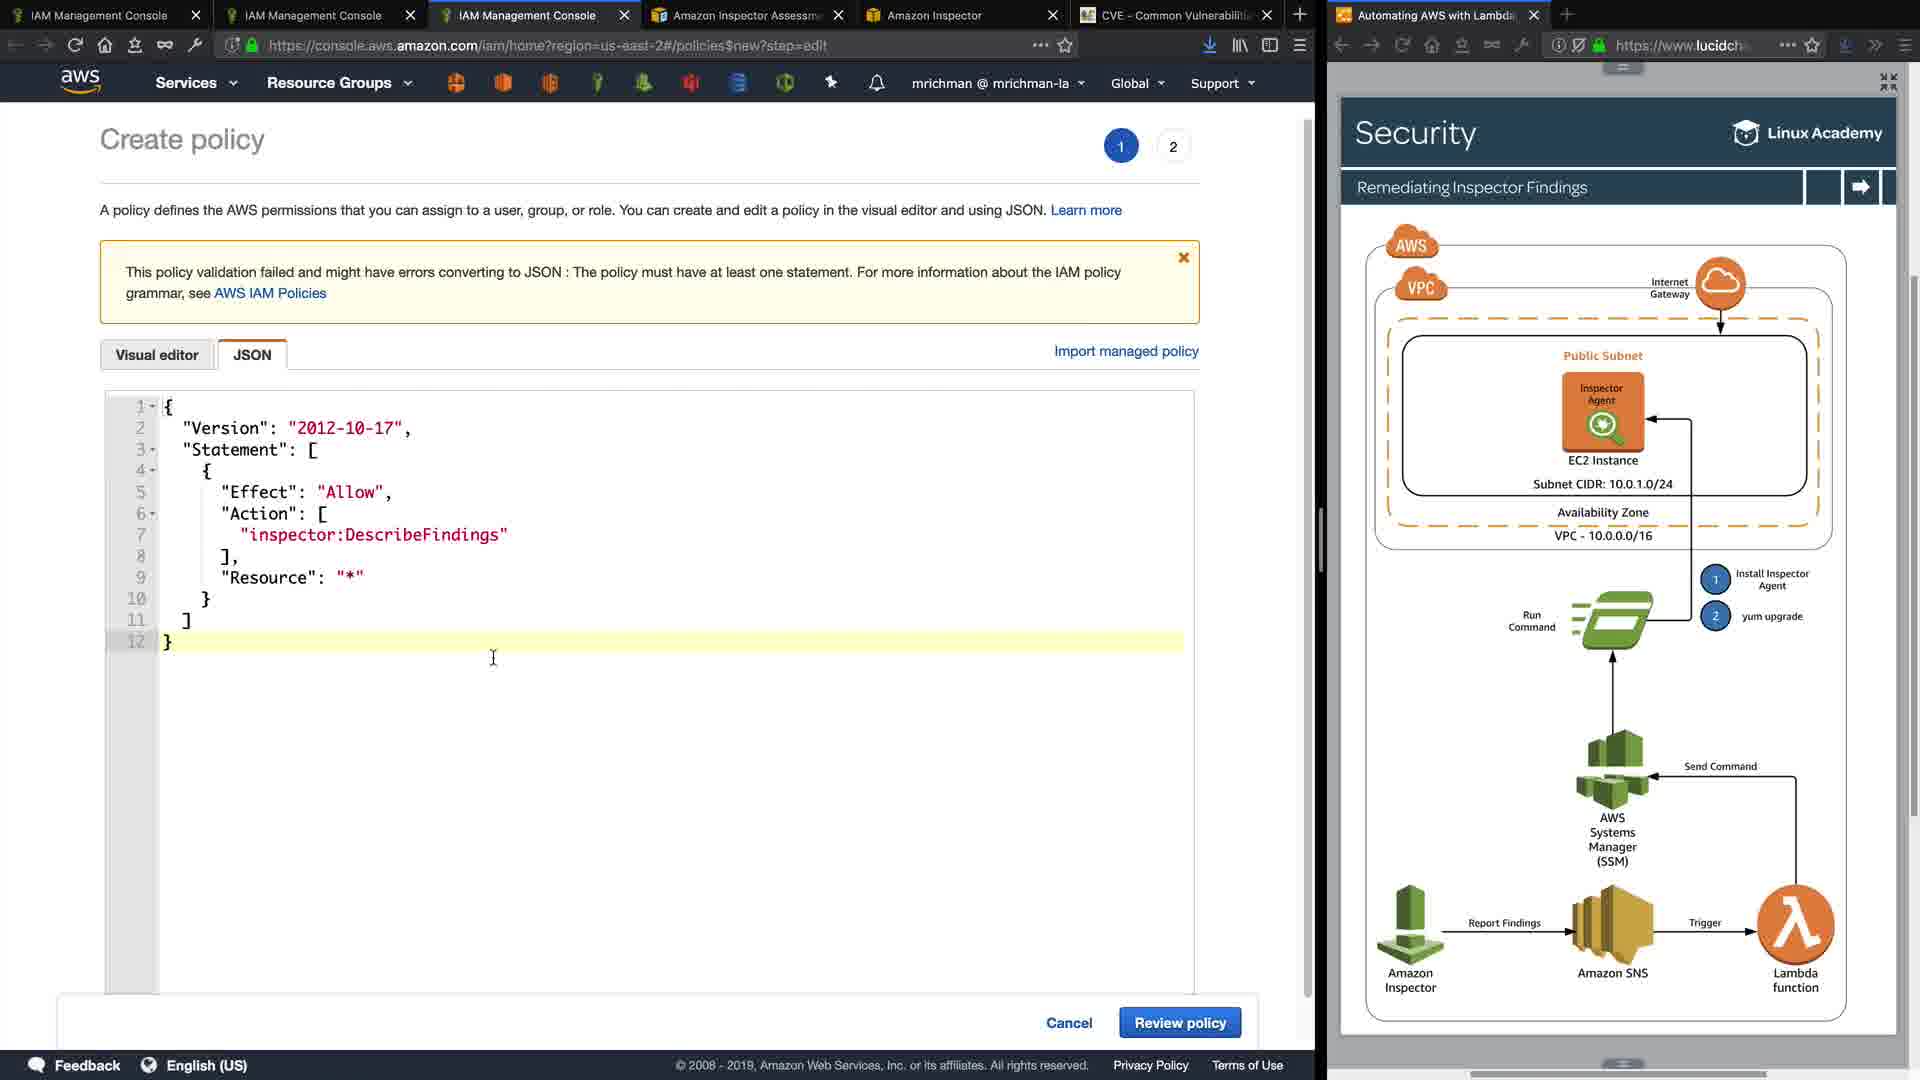 IAM Management Console
IAM Management Console
IAM Management Console
Amazon Inspector Assessm
Amazon Inspector
CVE - Common Vulnerabiliti
Automating AWS with Lambda
https://console.aws.amazon.com/iam/home?region=us-east-2#/policies$new?step=edit
https://www.lucidch
aws
Services
Resource Groups
mrichman @ mrichman-la
Global
Support
Create policy
1
2
A policy defines the AWS permissions that you can assign to a user, group, or role. You can create and edit a policy in the visual editor and using JSON. Learn more
This policy validation failed and might have errors converting to JSON : The policy must have at least one statement. For more information about the IAM policy
grammar, see AWS IAM Policies
Visual editor
JSON
Import managed policy
1 {
2 "Version": "2012-10-17",
3 "Statement": [
4 {
5 "Effect": "Allow",
6 "Action": [
7 "inspector:DescribeFindings"
8 ],
9 "Resource": "*"
10 }
11 ]
12 }
Cancel
Review policy
Feedback
English (US)
© 2008 - 2019, Amazon Web Services, Inc. or its affiliates. All rights reserved.
Privacy Policy
Terms of Use
Security
Linux Academy
Remediating Inspector Findings
AWS
VPC
Internet
Gateway
Public Subnet
Inspector
Agent
EC2 Instance
Subnet CIDR: 10.0.1.0/24
Availability Zone
VPC - 10.0.0.0/16
1
Install Inspector
Agent
Run
Command
2
yum upgrade
Send Command
AWS
Systems
Manager
(SSM)
Report Findings
Trigger
Amazon
Inspector
Amazon SNS
Lambda
function